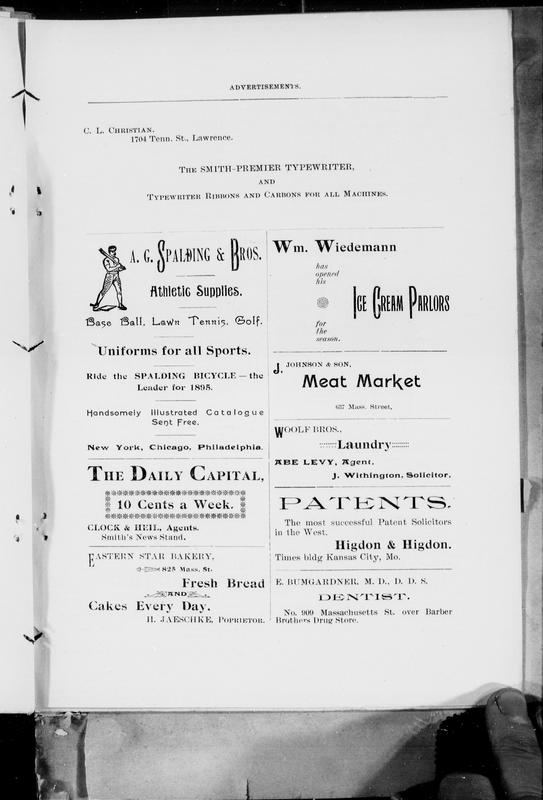 ADVERTISEMENTS.
C. L. CHRISTIAN,
1704 Tenn. St., Lawrence.
THE SMITH-PREMIER TYPEWRITER,
AND
TYPEWRITER RIBBONS AND CARBONS FOR ALL MACHINES.
A. G. SPALDING & BROS.
Athletic Supplies.
Base Ball, Lawn Tennis, Golf.
Uniforms for all Sports.
Ride the SPALDING BICYCLE—the
Leader for 1895.
Handsomely Illustrated Catalogue
Sent Free.
New York, Chicago, Philadelphia.
THE DAILY CAPITAL,
10 Cents a Week.
CLOCK & HEIL, Agents.
Smith's News Stand.
EASTERN STAR BAKERY,
825 Mass. St.
Fresh Bread
AND
Cakes Every Day.
H. JAESCHKE, POPRIETOR.
Wm. Wiedemann
has
opened
his
ICE CREAM PARLORS
for
the
season.
J. JOHNSON & SON,
Meat Market
637 Mass. Street,
WOOLF BROS.,
Laundry
ABE LEVY, Agent.
J. Withington, Solicitor.
PATENTS.
The most successful Patent Solicitors
in the West.
Higdon & Higdon.
Times bldg Kansas City, Mo.
E. BUMGARDNER, M. D., D. D. S.
DENTIST.
No. 909 Massachusetts St. over Barber
Brothers Drug Store.